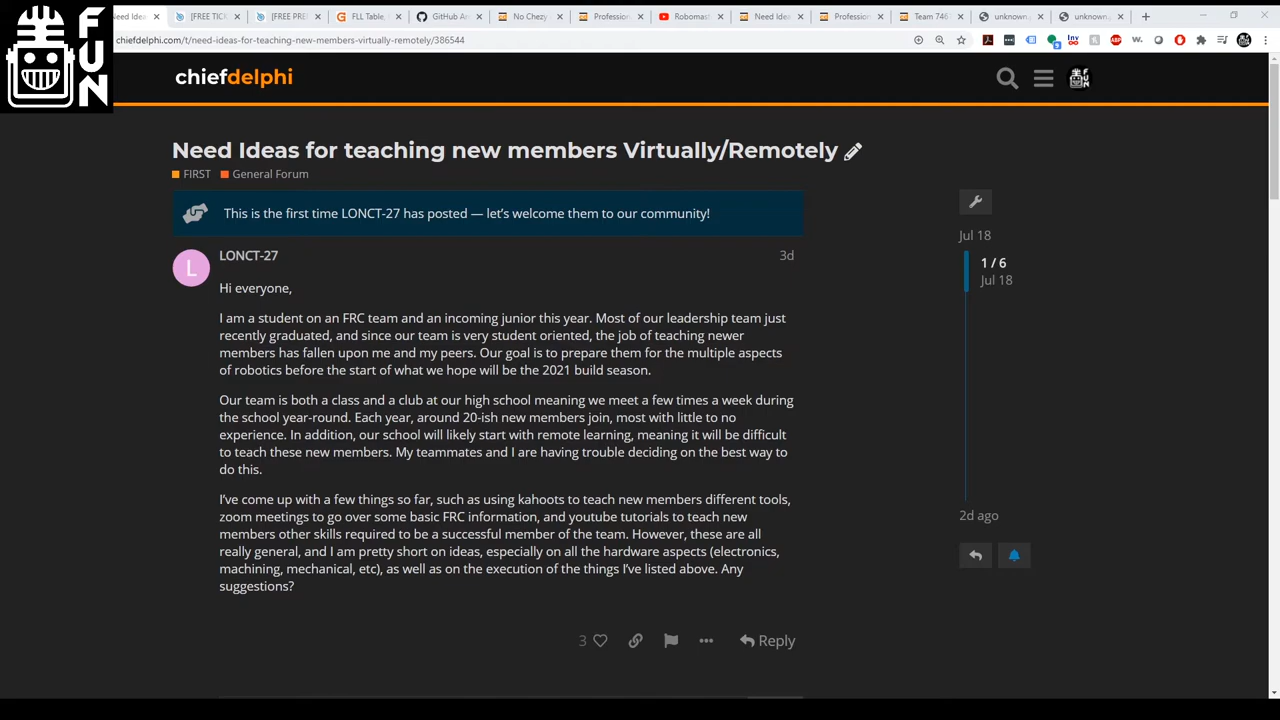 Need Idea
[FREE TICK
[FREE PRE
FLL Table,
GitHub An
No Chezy
Profession
Robomast
Need Idea
Profession
Team 746
unknown
unknown
chiefdelphi.com/t/need-ideas-for-teaching-new-members-virtually-remotely/386544
FUN
chiefdelphi
Need Ideas for teaching new members Virtually/Remotely
FIRST General Forum
This is the first time LONCT-27 has posted — let's welcome them to our community!
L
LONCT-27
3d
Hi everyone,
I am a student on an FRC team and an incoming junior this year. Most of our leadership team just
recently graduated, and since our team is very student oriented, the job of teaching newer
members has fallen upon me and my peers. Our goal is to prepare them for the multiple aspects
of robotics before the start of what we hope will be the 2021 build season.
Our team is both a class and a club at our high school meaning we meet a few times a week during
the school year-round. Each year, around 20-ish new members join, most with little to no
experience. In addition, our school will likely start with remote learning, meaning it will be difficult
to teach these new members. My teammates and I are having trouble deciding on the best way to
do this.
I've come up with a few things so far, such as using kahoots to teach new members different tools,
zoom meetings to go over some basic FRC information, and youtube tutorials to teach new
members other skills required to be a successful member of the team. However, these are all
really general, and I am pretty short on ideas, especially on all the hardware aspects (electronics,
machining, mechanical, etc), as well as on the execution of the things I've listed above. Any
suggestions?
3
Reply
Jul 18
1 / 6
Jul 18
2d ago